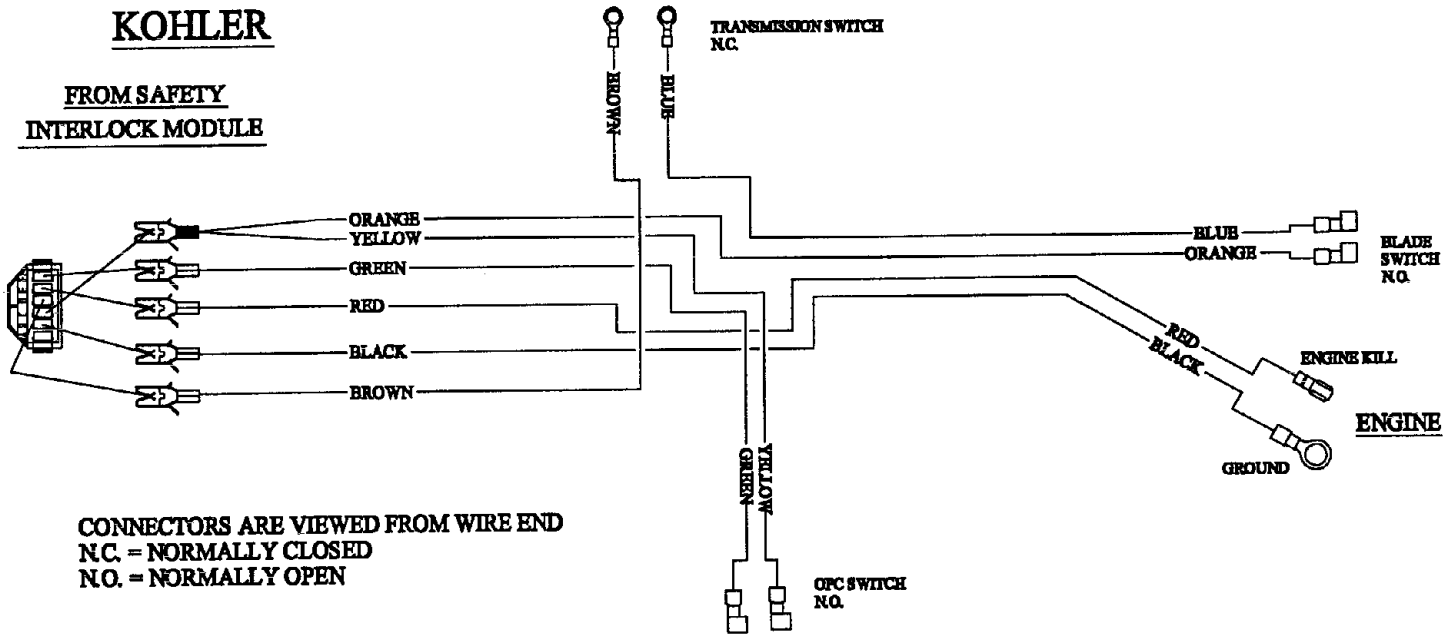 KOHLER
FROM SAFETY
INTERLOCK MODULE
TRANSMISSION SWITCH
N.C.
BROWN
BLUE
ORANGE
YELLOW
GREEN
RED
BLACK
BROWN
BLUE
ORANGE
BLADE
SWITCH
N.O.
RED
BLACK
ENGINE KILL
ENGINE
GROUND
GREEN
YELLOW
OPC SWITCH
N.O.
CONNECTORS ARE VIEWED FROM WIRE END
N.C. = NORMALLY CLOSED
N.O. = NORMALLY OPEN